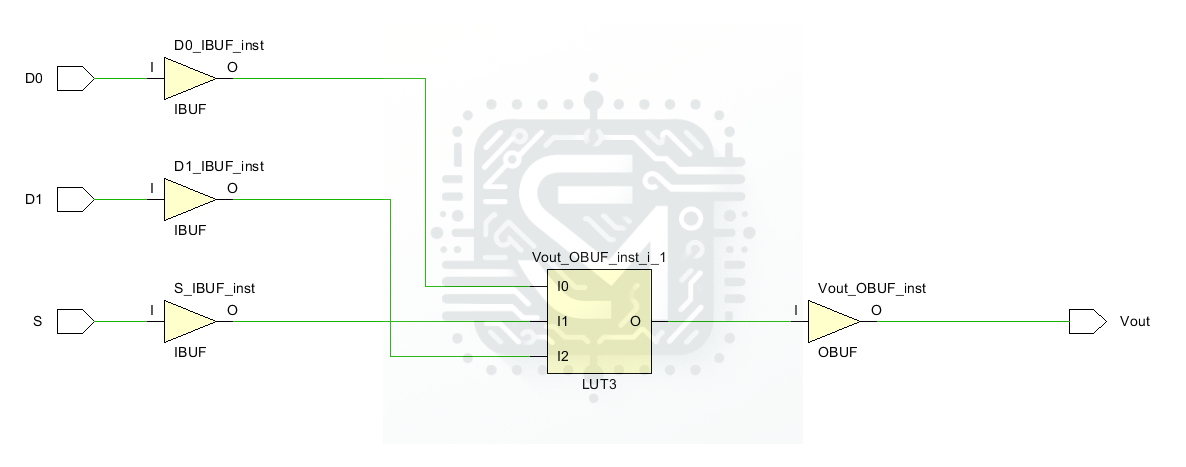 D0_IBUF_inst
D0
I
O
IBUF
D1_IBUF_inst
D1
I
O
IBUF
S_IBUF_inst
S
I
O
IBUF
Vout_OBUF_inst_i_1
I0
I1
O
I2
LUT3
Vout_OBUF_inst
I
O
OBUF
Vout